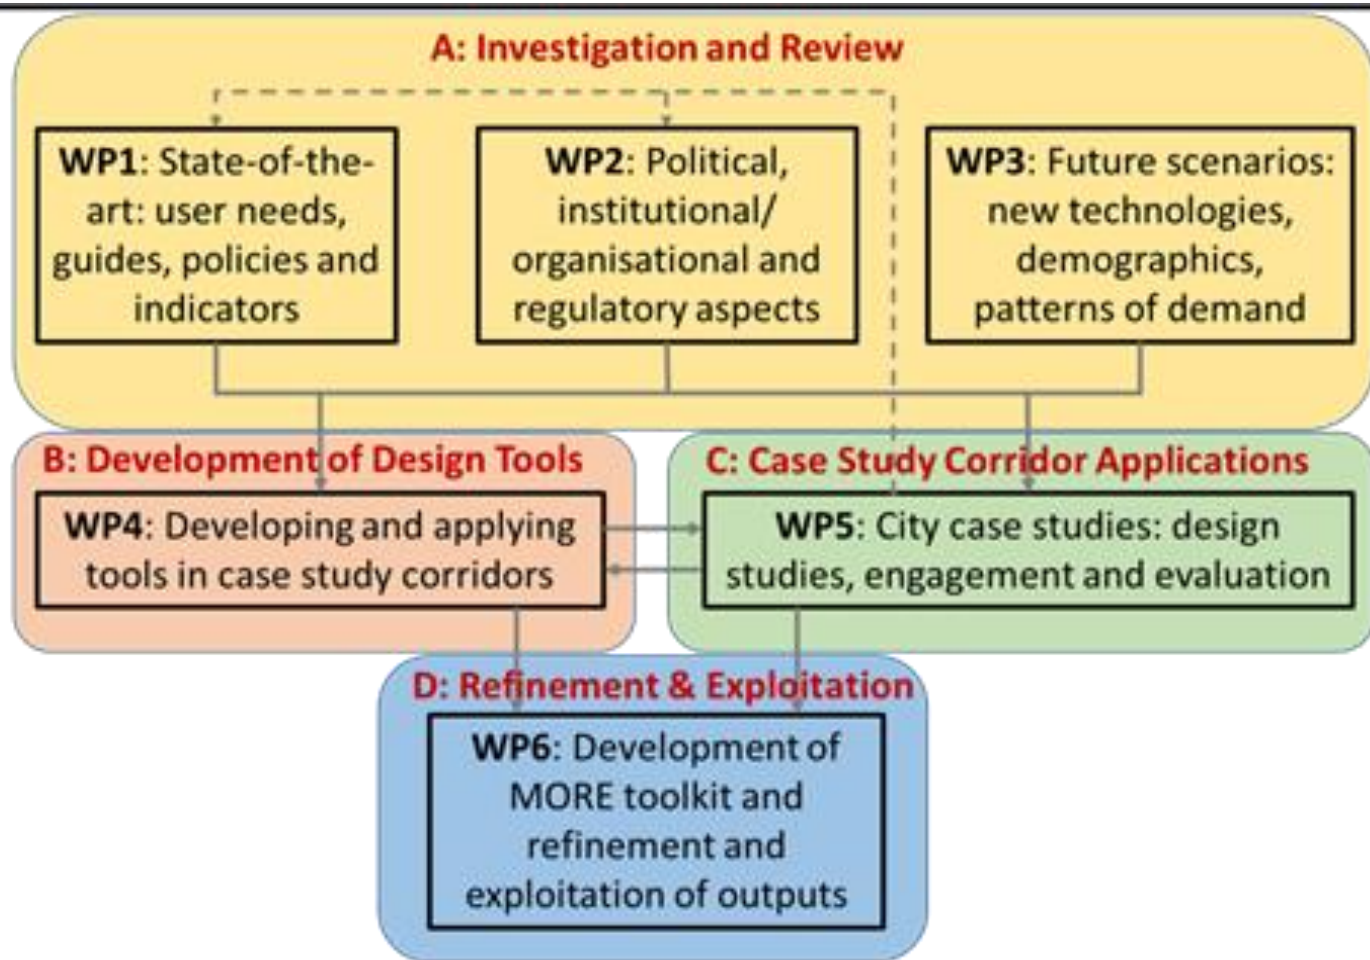 A: Investigation and Review
WP1: State-of-the-
art: user needs,
guides, policies and
indicators
WP2: Political,
institutional/
organisational and
regulatory aspects
WP3: Future scenarios:
new technologies,
demographics,
patterns of demand
B: Development of Design Tools
WP4: Developing and applying
tools in case study corridors
C: Case Study Corridor Applications
WP5: City case studies: design
studies, engagement and evaluation
D: Refinement & Exploitation
WP6: Development of
MORE toolkit and
refinement and
exploitation of outputs